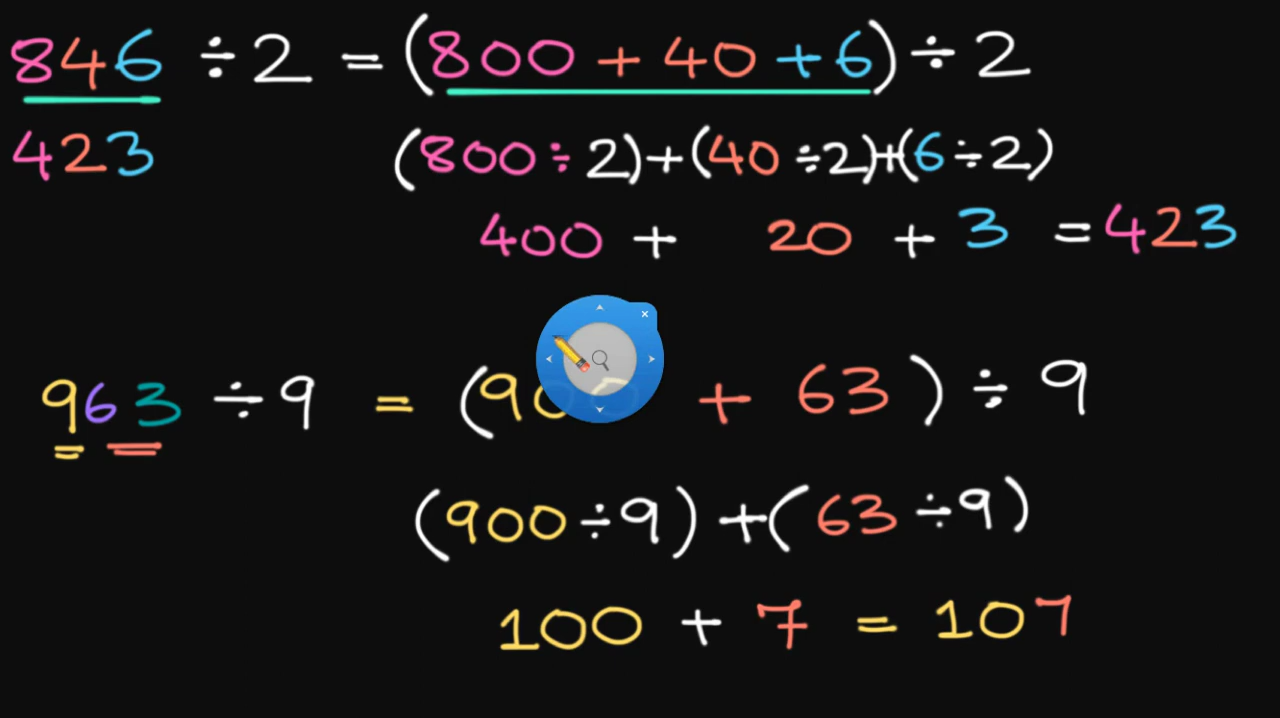 846 ÷ 2 = (800 + 40 + 6) ÷ 2
423 (800 ÷ 2) + (40 ÷ 2) + (6 ÷ 2)
400 + 20 + 3 = 423
963 ÷ 9 = (900 + 63) ÷ 9
(900 ÷ 9) + (63 ÷ 9)
100 + 7 = 107